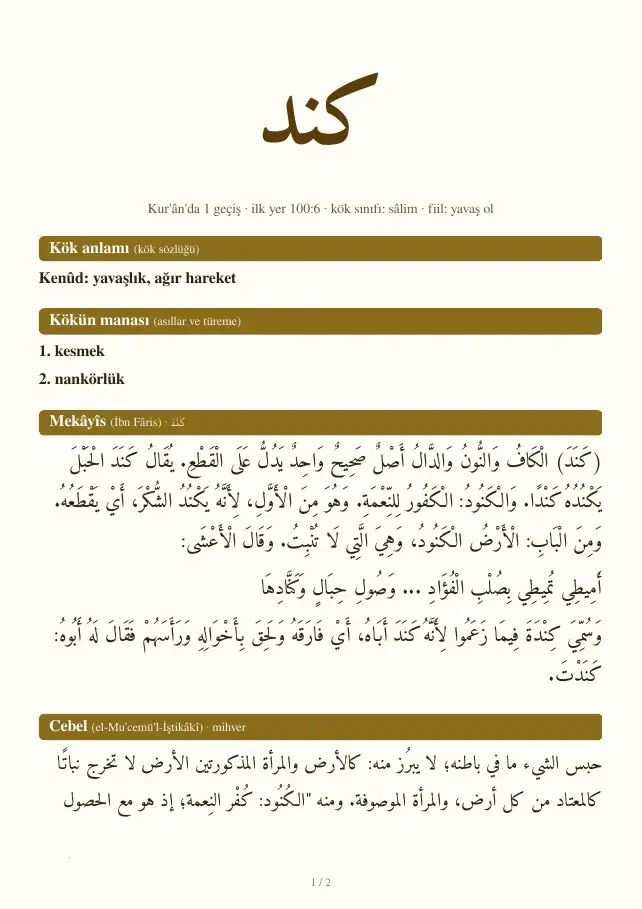 كند
Kur'ân'da 1 geçiş · ilk yer 100:6 · kök sınıfı: sâlim · fiil: yavaş ol
Kök anlamı (kök sözlüğü)
Kenûd: yavaşlık, ağır hareket
Kökün manası (asıllar ve türeme)
1. kesmek
2. nankörlük
Mekâyîs (İbn Fâris) · كَنَدَ
(كَنَدَ) الْكَافُ وَالنُّونُ وَالدَّالُ أَصْلٌ صَحِيحٌ وَاحِدٌ يَدُلُّ عَلَى الْقَطْعِ. يُقَالُ كَنَدَ الْحَبْلَ
يَكْنُدُهُ كَنْدًا. وَالْكَنُودُ: الْكَفُورُ لِلنِّعْمَةِ. وَهُوَ مِنَ الْأَوَّلِ، لِأَنَّهُ يَكْنُدُ الشُّكْرَ، أَيْ يَقْطَعُهُ.
وَمِنَ الْبَابِ: الْأَرْضُ الْكَنُودُ، وَهِيَ الَّتِي لَا تُنْبِتُ. وَقَالَ الْأَعْشَى:
أَمِيطِي تُمِيطِي بِصُلْبِ الْفُؤَادِ ... وَصُولِ حِبَالٍ وَكَنَّادِهَا
وَسُمِّيَ كِنْدَةَ فِيمَا زَعَمُوا لِأَنَّهُ كَنَدَ أَبَاهُ، أَيْ فَارَقَهُ وَلَحِقَ بِأَخْوَالِهِ وَرَأَسَهُمْ فَقَالَ لَهُ أَبُوهُ:
كَنَدْتَ.
Cebel (el-Mu'cemü'l-İştikâkî) · mihver
حبس الشيء ما في باطنه؛ لا يبرُز منه: كالأرض والمرأة المذكورتين الأرض لا تخرج نباتًا
كالمعتاد من كل أرض، والمرأة الموصوفة. ومنه "الكُنُود: كُفْر النِعمة؛ إذ هو مع الحصول
1 / 2